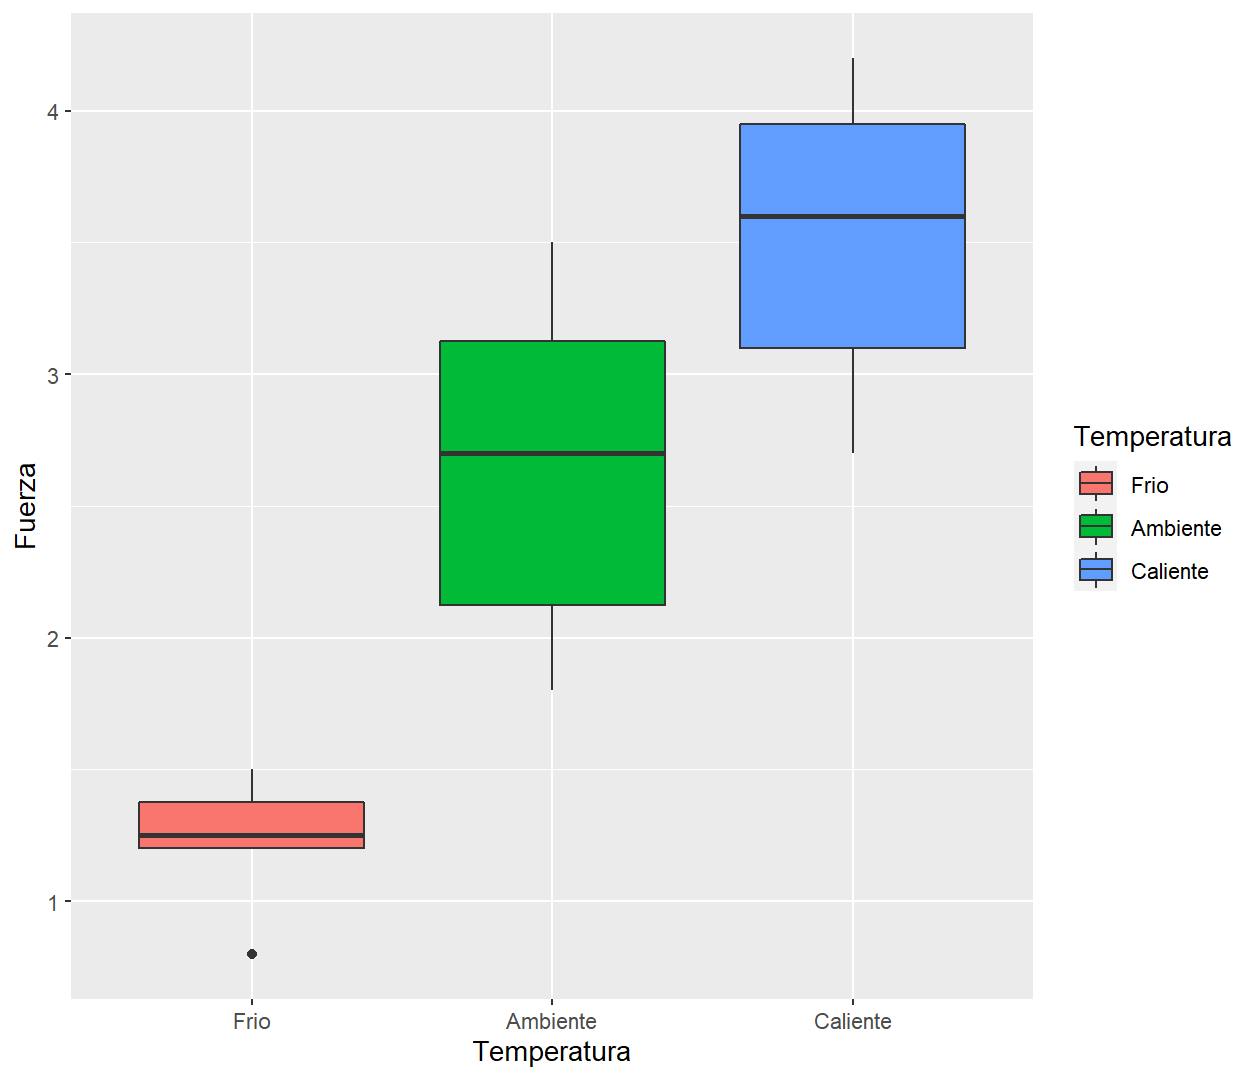 4
3
2
1
Fuerza
Frio
Ambiente
Caliente
Temperatura
Temperatura
Frio
Ambiente
Caliente